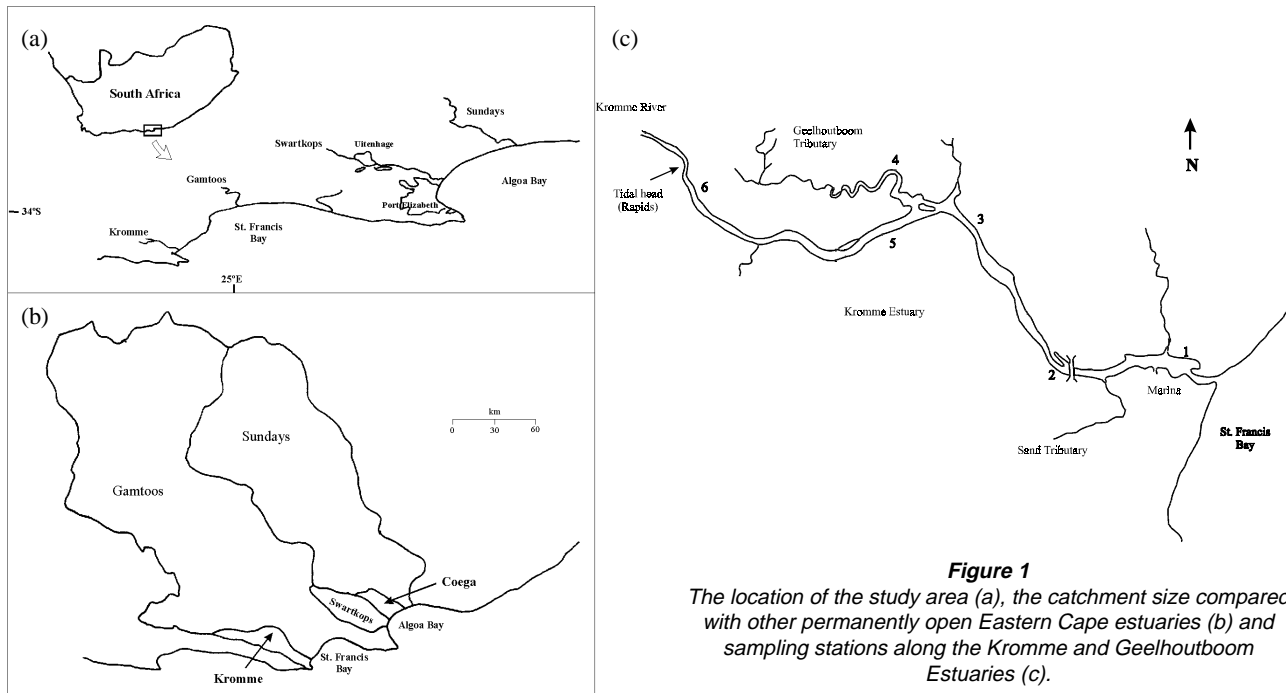 (a)
South Africa
Sundays
Swartkops
Uitenhage
Gamtoos
Algoa Bay
Port Elizabeth
34°S
St. Francis
Bay
Kromme
25°E
(b)
km
0 30 60
Sundays
Gamtoos
Coega
Swartkops
Algoa Bay
St. Francis
Bay
Kromme
(c)
Kromme River
Geelhoutboom
Tributary
4
N
6
Tidal head
(Rapids)
3
5
Kromme Estuary
1
2
Marina
Sand Tributary
St. Francis
Bay
Figure 1
The location of the study area (a), the catchment size compared
with other permanently open Eastern Cape estuaries (b) and
sampling stations along the Kromme and Geelhoutboom
Estuaries (c).